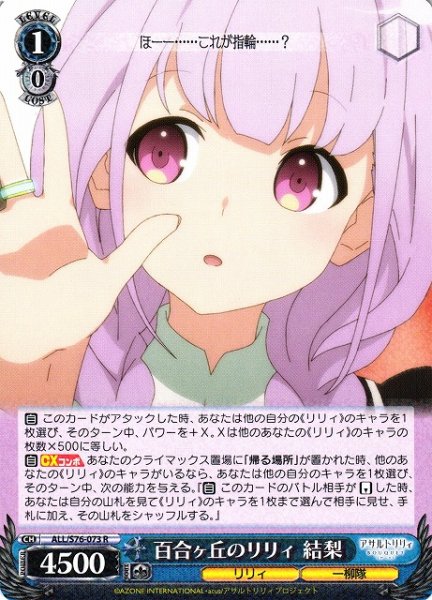 LEVEL
1
0
COST
ほーー……これが指輪……？
自 このカードがアタックした時、あなたは他の自分の《リリィ》のキャラを1
枚選び、そのターン中、パワーを＋X。Xは他のあなたの《リリィ》のキャラの
枚数×500に等しい。
自 CXコンボ あなたのクライマックス置場に「帰る場所」が置かれた時、他のあ
なたの《リリィ》のキャラがいるなら、あなたは他の自分のキャラを1枚選び、
そのターン中、次の能力を与える。『自 このカードのバトル相手が【リバース】した
時、あなたは自分の山札を見て《リリィ》のキャラを1枚まで選んで相手に見せ、手
札に加え、その山札をシャッフルする。』
CH ALL/S76-073 R
4500
百合ヶ丘のリリィ 結梨
アサルトリリィ
BOUQUET
リリィ
一柳隊
©AZONE INTERNATIONAL・acus/アサルトリリィプロジェクト